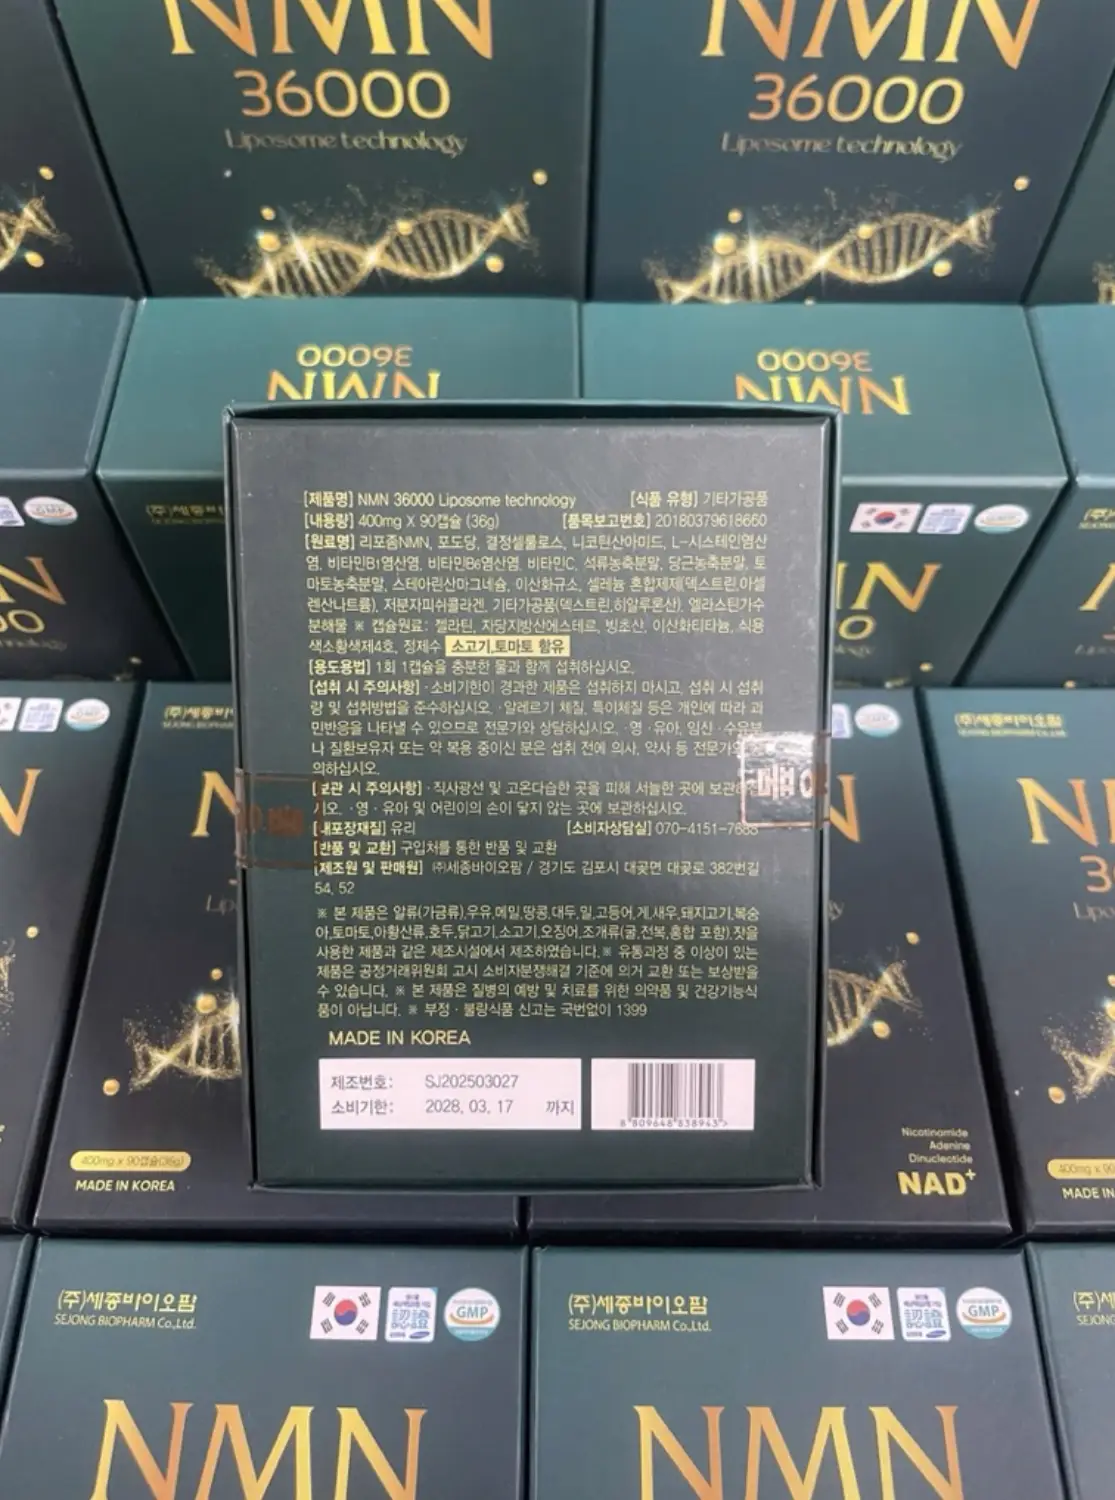 NMN
36000
Liposome technology
NMN
36000
Liposome technology
36000
NMN
36000
NMN
[제품명] NMN 36000 Liposome technology [식품 유형] 기타가공품
[내용량] 400mg X 90캡슐 (36g) [품목보고번호] 20180379618660
[원료명] 리포좀NMN, 포도당, 결정셀룰로스, 니코틴산아미드, L-시스테인염산
염, 비타민B1염산염, 비타민B6염산염, 비타민C, 석류농축분말, 당근농축분말, 토
마토농축분말, 스테아린산마그네슘, 이산화규소, 셀레늄 혼합제제(덱스트린,아셀
렌산나트륨), 저분자피쉬콜라겐, 기타가공품(덱스트린,히알루론산), 엘라스틴가수
분해물 ※ 캡슐원료: 젤라틴, 자당지방산에스테르, 빙초산, 이산화티타늄, 식용
색소황색제4호, 정제수 소고기,토마토 함유
[용도용법] 1회 1캡슐을 충분한 물과 함께 섭취하십시오.
[섭취 시 주의사항] · 소비기한이 경과한 제품은 섭취하지 마시고, 섭취 시 섭취
량 및 섭취방법을 준수하십시오. · 알레르기 체질, 특이체질 등은 개인에 따라 과
민반응을 나타낼 수 있으므로 전문가와 상담하십시오. · 영 · 유아, 임산 · 수유부
나 질환보유자 또는 약 복용 중이신 분은 섭취 전에 의사, 약사 등 전문가와
의하십시오.
[보관 시 주의사항] · 직사광선 및 고온다습한 곳을 피해 서늘한 곳에 보관하십
시오. · 영 · 유아 및 어린이의 손이 닿지 않는 곳에 보관하십시오.
[내포장재질] 유리 [소비자상담실] 070-4151-7688
[반품 및 교환] 구입처를 통한 반품 및 교환
[제조원 및 판매원] (주)세종바이오팜 / 경기도 김포시 대곶면 대곶로 382번길
54, 52
※ 본 제품은 알류(가금류),우유,메밀,땅콩,대두,밀,고등어,게,새우,돼지고기,복숭
아,토마토,아황산류,호두,닭고기,소고기,오징어,조개류(굴,전복,홍합 포함),잣을
사용한 제품과 같은 제조시설에서 제조하였습니다. ※ 유통과정 중 이상이 있는
제품은 공정거래위원회 고시 소비자분쟁해결 기준에 의거 교환 또는 보상받을
수 있습니다. ※ 본 제품은 질병의 예방 및 치료를 위한 의약품 및 건강기능식
품이 아닙니다. ※ 부정 · 불량식품 신고는 국번없이 1399
MADE IN KOREA
제조번호: SJ202503027
소비기한: 2028. 03. 17 까지
8 809648 838943 >
400mg x 90캡슐(36g)
MADE IN KOREA
Nicotinamide
Adenine
Dinucleotide
NAD+
400mg x 90
MADE IN
(주)세종바이오팜
SEJONG BIOPHARM Co.,Ltd.
GMP
(주)세종바이오팜
SEJONG BIOPHARM Co.,Ltd.
GMP
NMN
NMN